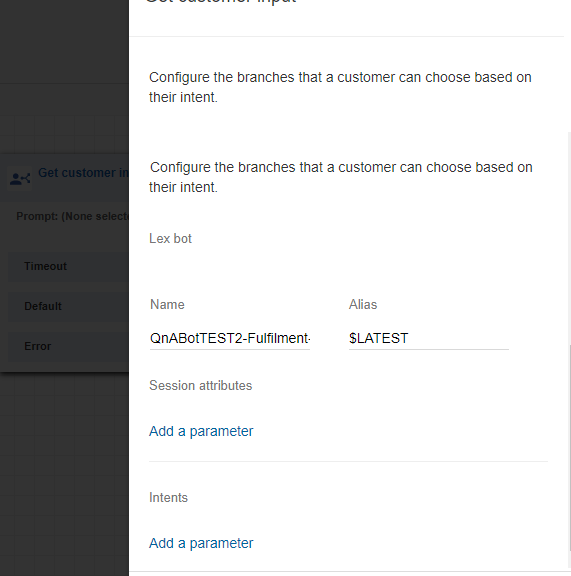 Get customer input
Configure the branches that a customer can choose based on
their intent.
Get customer in
Configure the branches that a customer can choose based on
their intent.
Prompt: (None selecte
Lex bot
Timeout
Name
Alias
Default
QnABotTEST2-Fulfilment-
$LATEST
Error
Session attributes
Add a parameter
Intents
Add a parameter